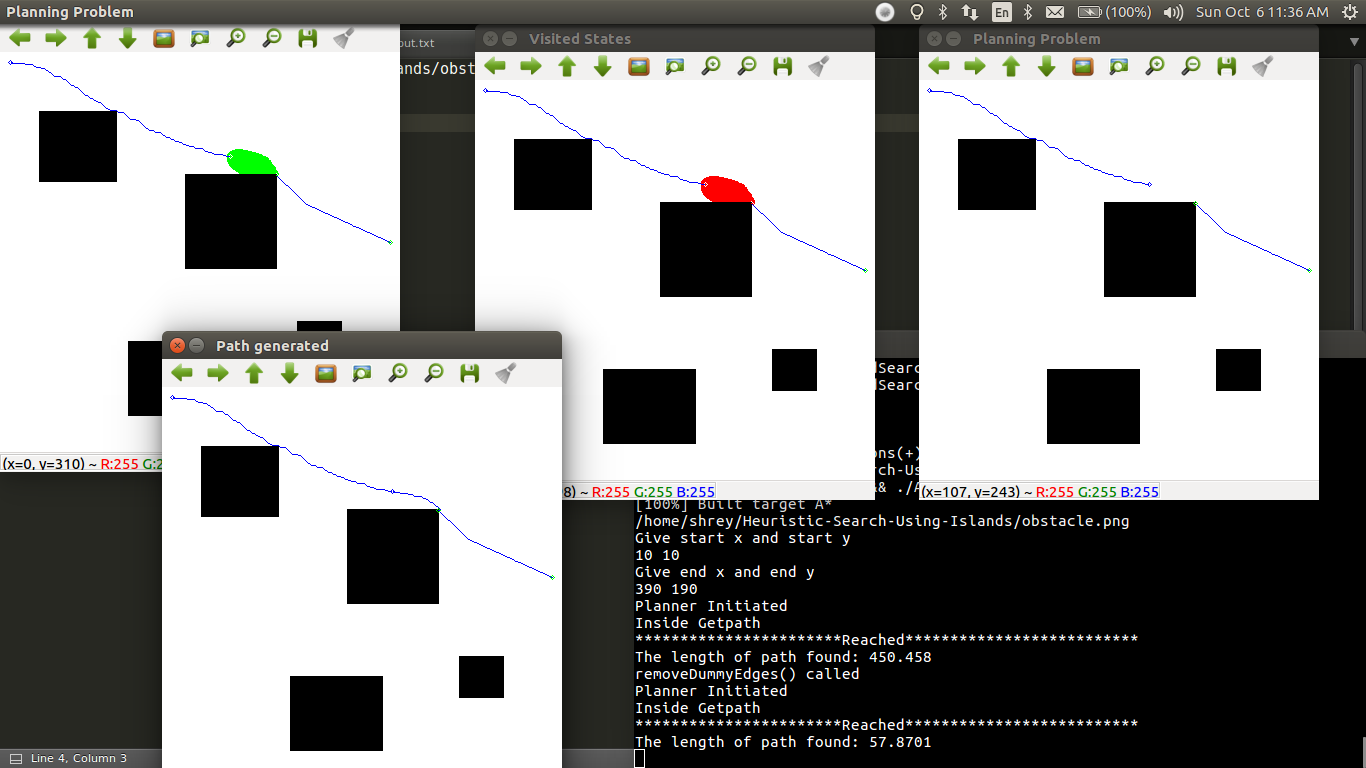 Planning Problem
En
(100%)
Sun Oct 6 11:36 AM
out.txt
Visited States
Planning Problem
ands/obst
Path generated
(x=0, y=310) ~ R:255 G:2
8) ~ R:255 G:255 B:255
(x=107, y=243) ~ R:255 G:255 B:255
dSearc
dSearc
ons(+)
rch-Us
&& ./A
[100%] Built target A*
/home/shrey/Heuristic-Search-Using-Islands/obstacle.png
Give start x and start y
10 10
Give end x and end y
390 190
Planner Initiated
Inside Getpath
***********************Reached**************************
The length of path found: 450.458
removeDummyEdges() called
Planner Initiated
Inside Getpath
***********************Reached**************************
The length of path found: 57.8701
Line 4, Column 3